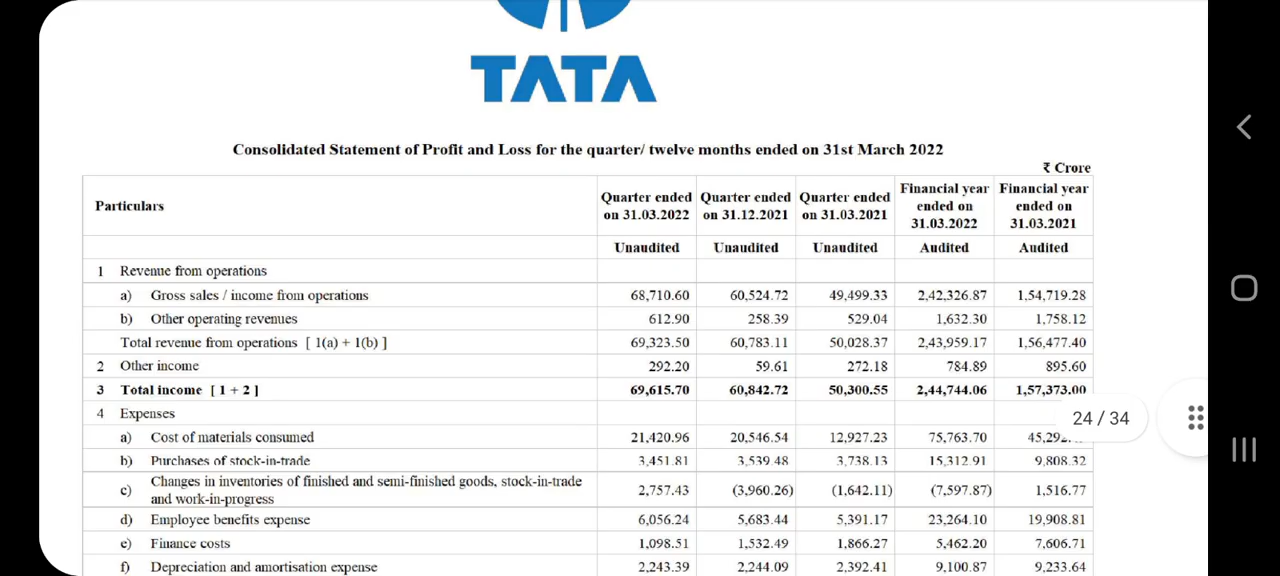 TATA
Consolidated Statement of Profit and Loss for the quarter/ twelve months ended on 31st March 2022
₹ Crore
Particulars Quarter ended on 31.03.2022 Quarter ended on 31.12.2021 Quarter ended on 31.03.2021 Financial year ended on 31.03.2022 Financial year ended on 31.03.2021
Unaudited Unaudited Unaudited Audited Audited
1 Revenue from operations
a) Gross sales / income from operations 68,710.60 60,524.72 49,499.33 2,42,326.87 1,54,719.28
b) Other operating revenues 612.90 258.39 529.04 1,632.30 1,758.12
Total revenue from operations [ 1(a) + 1(b) ] 69,323.50 60,783.11 50,028.37 2,43,959.17 1,56,477.40
2 Other income 292.20 59.61 272.18 784.89 895.60
3 Total income [ 1 + 2 ] 69,615.70 60,842.72 50,300.55 2,44,744.06 1,57,373.00
4 Expenses
24 / 34
a) Cost of materials consumed 21,420.96 20,546.54 12,927.23 75,763.70
b) Purchases of stock-in-trade 3,451.81 3,539.48 3,738.13 15,312.91 9,808.32
c) Changes in inventories of finished and semi-finished goods, stock-in-trade and work-in-progress 2,757.43 (3,960.26) (1,642.11) (7,597.87) 1,516.77
d) Employee benefits expense 6,056.24 5,683.44 5,391.17 23,264.10 19,908.81
e) Finance costs 1,098.51 1,532.49 1,866.27 5,462.20 7,606.71
f) Depreciation and amortisation expense 2,243.39 2,244.09 2,392.41 9,100.87 9,233.64